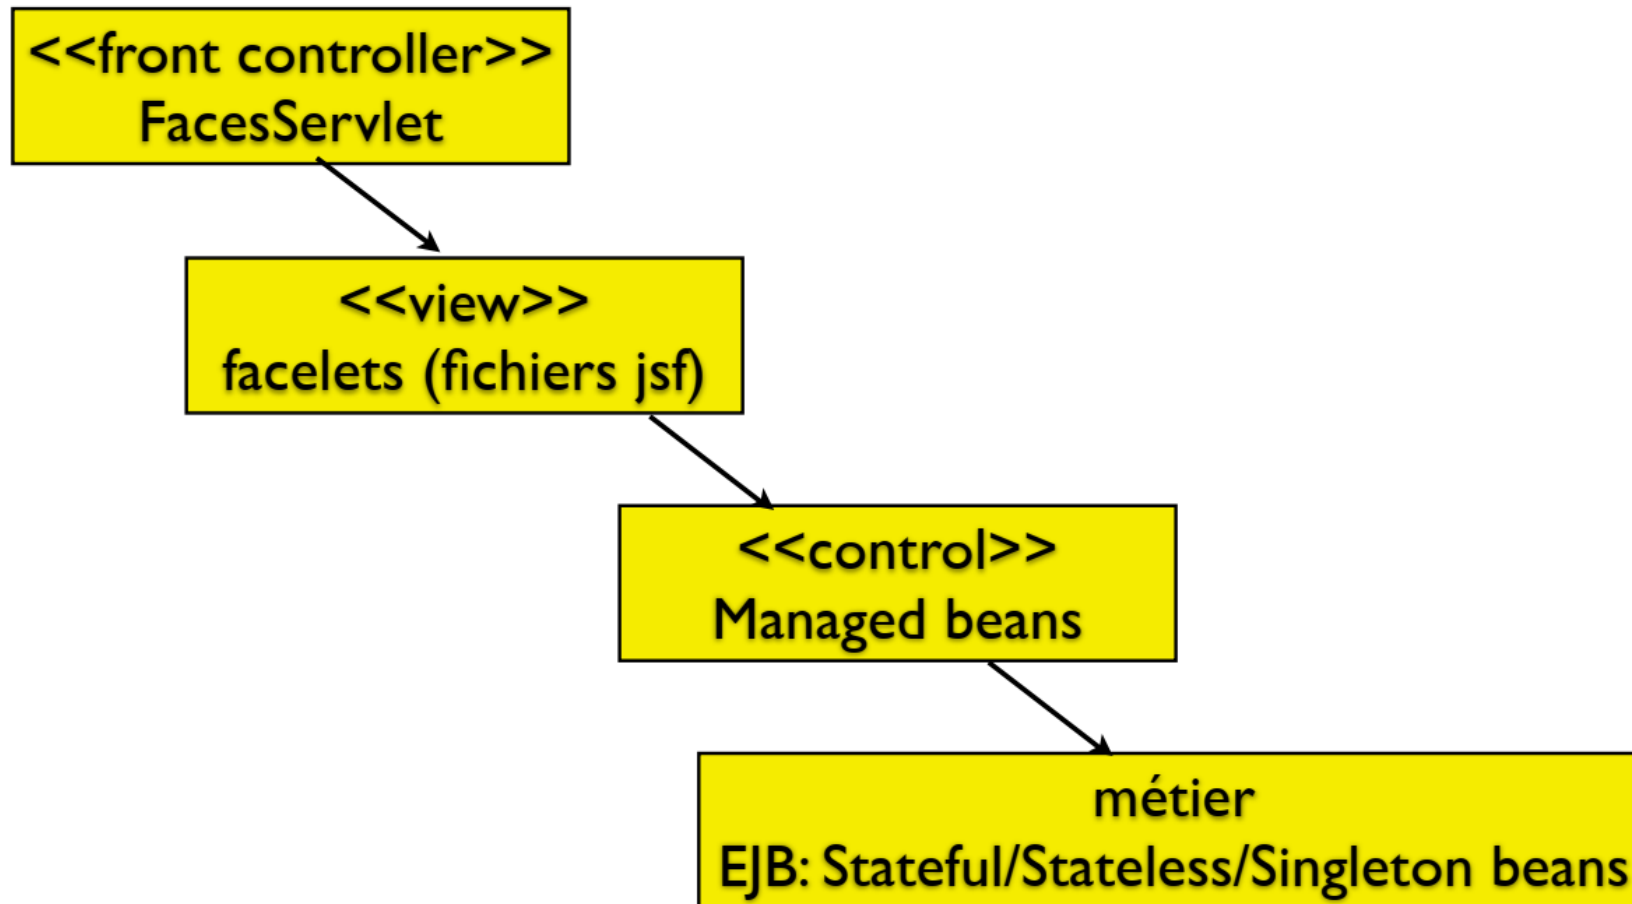 <<front controller>>
FacesServlet
<<view>>
facelets (fichiers jsf)
<<control>>
Managed beans
métier
EJB: Stateful/Stateless/Singleton beans